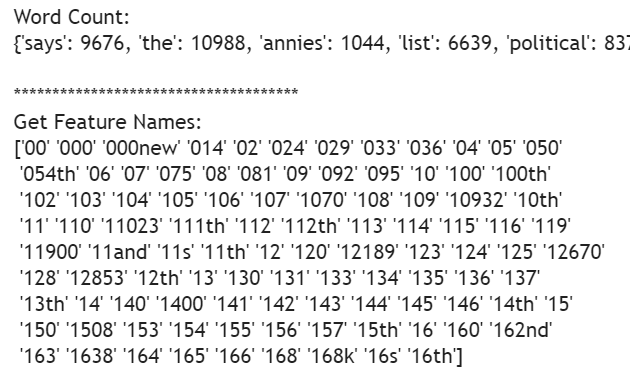 Word Count:
{'says': 9676, 'the': 10988, 'annies': 1044, 'list': 6639, 'political': 837
*************************************
Get Feature Names:
['00' '000' '000new' '014' '02' '024' '029' '033' '036' '04' '05' '050'
'054th' '06' '07' '075' '08' '081' '09' '092' '095' '10' '100' '100th'
'102' '103' '104' '105' '106' '107' '1070' '108' '109' '10932' '10th'
'11' '110' '11023' '111th' '112' '112th' '113' '114' '115' '116' '119'
'11900' '11and' '11s' '11th' '12' '120' '12189' '123' '124' '125' '12670'
'128' '12853' '12th' '13' '130' '131' '133' '134' '135' '136' '137'
'13th' '14' '140' '1400' '141' '142' '143' '144' '145' '146' '14th' '15'
'150' '1508' '153' '154' '155' '156' '157' '15th' '16' '160' '162nd'
'163' '1638' '164' '165' '166' '168' '168k' '16s' '16th']